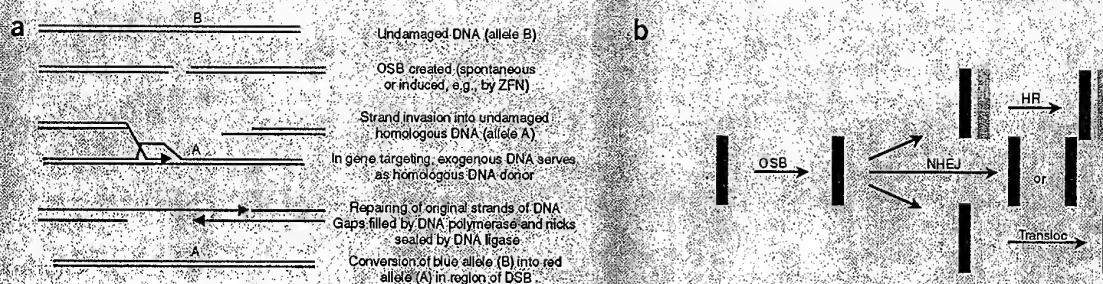 a
B
Undamaged DNA (allele B)
OSB created (spontaneous
or induced, e.g., by ZFN)
Strand invasion into undamaged
homologous DNA (allele A)
A
In gene targeting, exogenous DNA serves
as homologous DNA donor
Repairing of original strands of DNA
Gaps filled by DNA polymerase and nicks
sealed by DNA ligase
A
Conversion of blue allele (B) into red
allele (A) in region of DSB
b
OSB
HR
NHEJ
or
Transloc